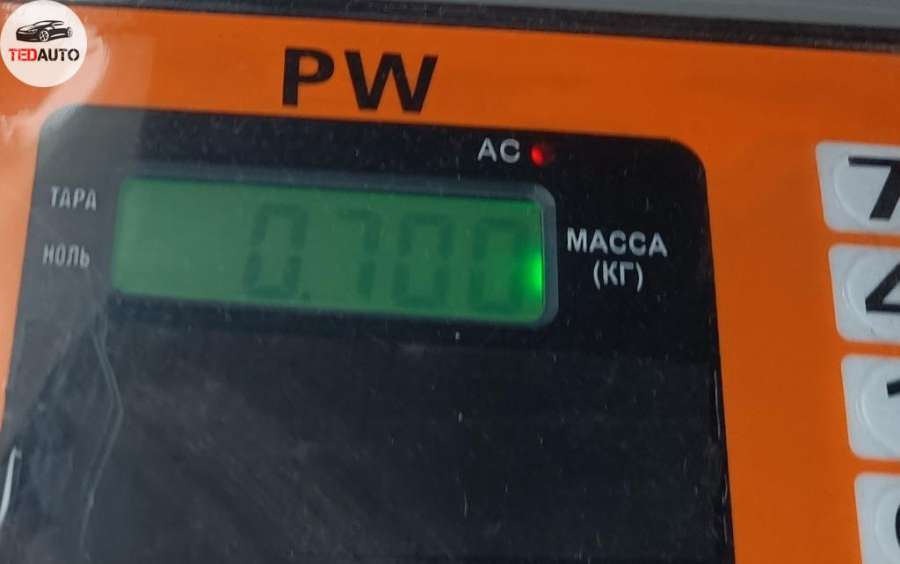 TEDAUTO
PW
AC
ТАРА
НОЛЬ
0.700
МАССА
(КГ)
7
4